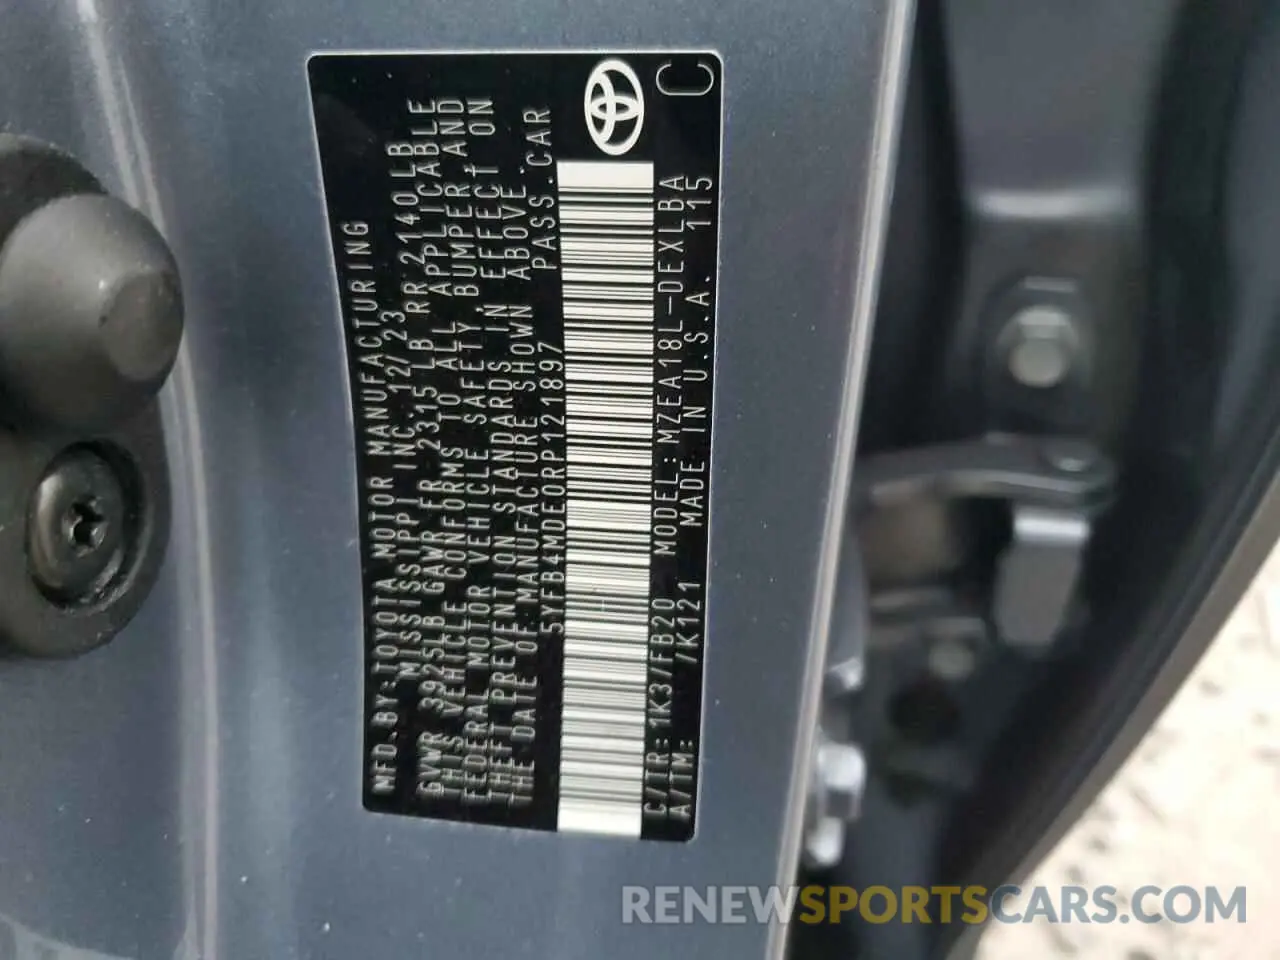 MFD.BY:TOYOTA MOTOR MANUFACTURING
MISSISSIPPI INC. 12/23
GVWR 3925LB GAWR FR 2315 LB RR 2140LB
THIS VEHICLE CONFORMS TO ALL APPLICABLE
FEDERAL MOTOR VEHICLE SAFETY, BUMPER, AND
THEFT PREVENTION STANDARDS IN EFFECT ON
THE DATE OF MANUFACTURE SHOWN ABOVE.
5YFB4MDE0RP121897 PASS.CAR
C/TR:1K3/FB20 MODEL:MZEA18L-DEXLBA C
A/TM: /K121 MADE IN U.S.A. 115
RENEWSPORTSCARS.COM